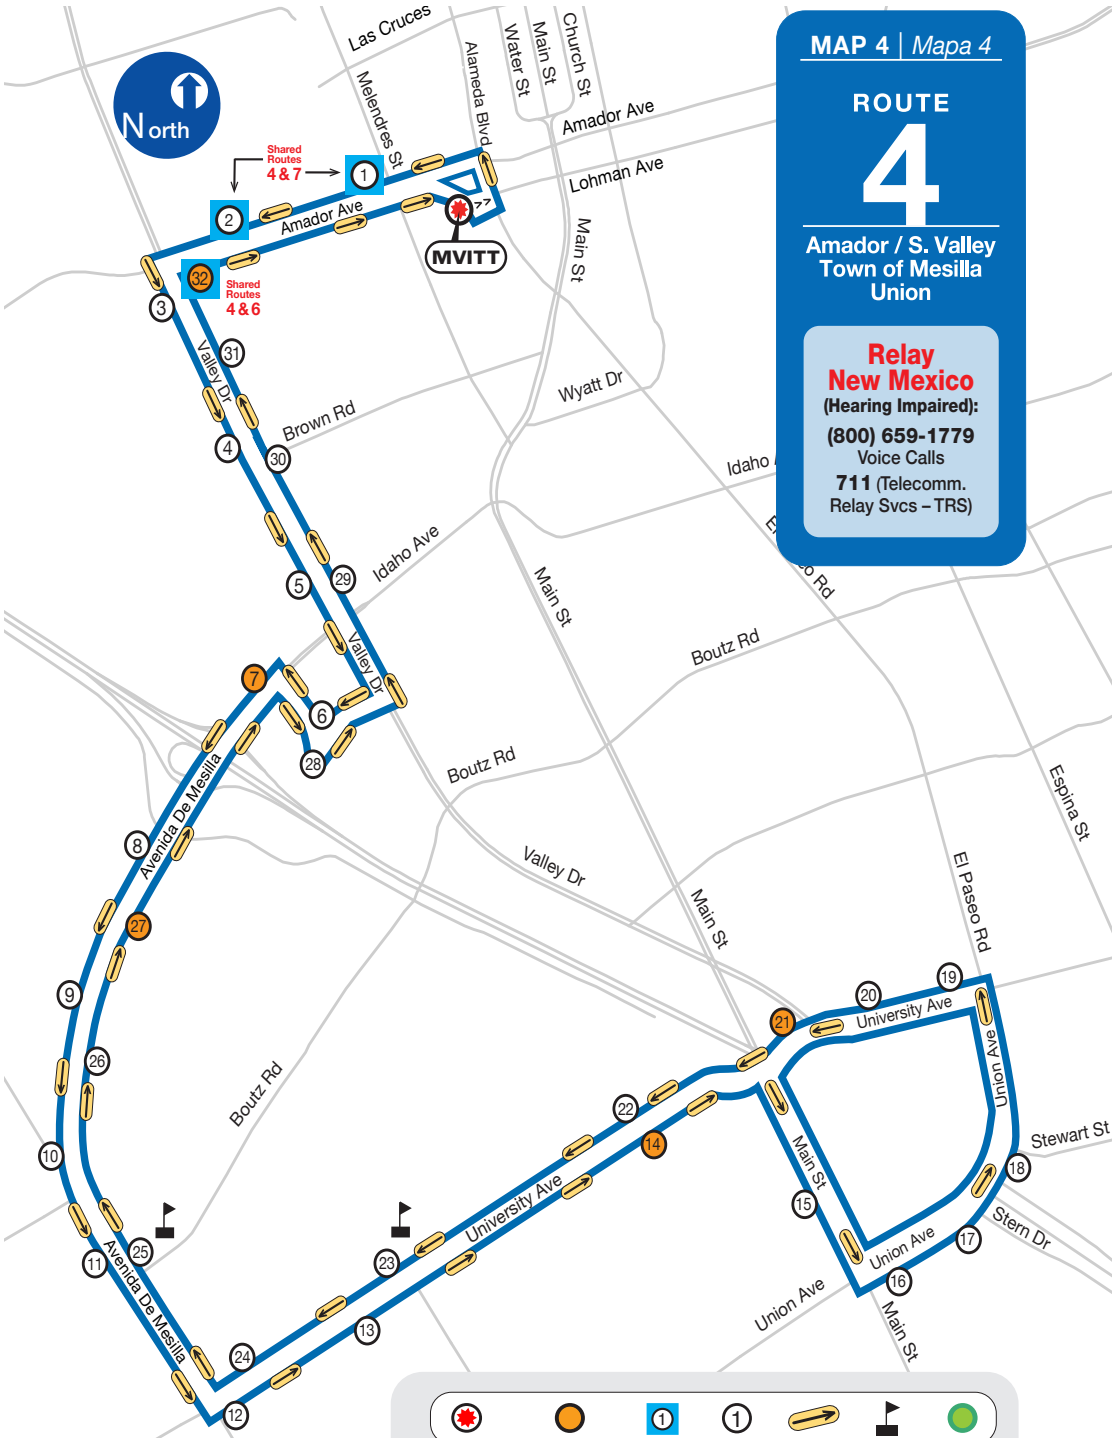 MAP 4 | Mapa 4
ROUTE
4
Amador / S. Valley
Town of Mesilla
Union
Relay
New Mexico
(Hearing Impaired):
(800) 659-1779
Voice Calls
711 (Telecomm.
Relay Svcs – TRS)
North
Las Cruces
Melendres St
Alameda Blvd
Water St
Main St
Church St
Amador Ave
Lohman Ave
Shared
Routes
4 & 7
1
2
Amador Ave
>>
MVITT
Main St
32
Shared
Routes
4 & 6
3
31
Valley Dr
Wyatt Dr
Brown Rd
4
30
Idaho
Idaho Ave
5
29
Main St
Rd
Valley Dr
Boutz Rd
7
6
28
Boutz Rd
Avenida De Mesilla
8
Espina St
Valley Dr
El Paseo Rd
Main St
27
9
19
20
University Ave
21
26
Union Ave
Boutz Rd
22
14
10
Main St
Stewart St
18
15
University Ave
17
Stern Dr
11
25
Avenida De Mesilla
23
Union Ave
16
Union Ave
Main St
13
24
12
1
1